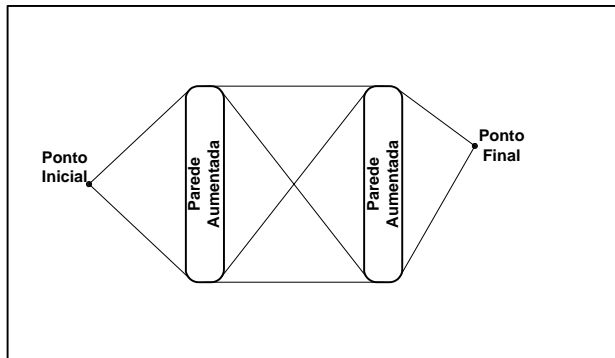 Ponto
Inicial
Parede
Aumentada
Parede
Aumentada
Ponto
Final